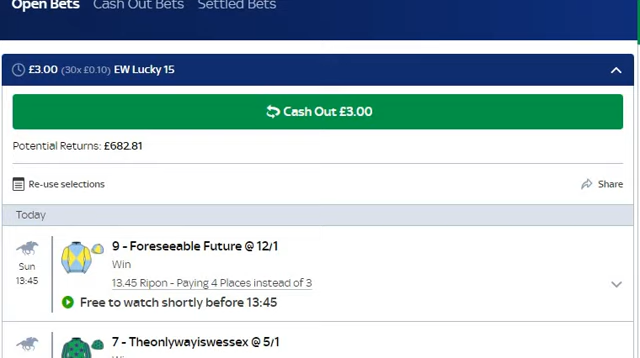 Open Bets Cash Out Bets Settled Bets
£3.00 (30x £0.10) EW Lucky 15
Cash Out £3.00
Potential Returns: £682.81
Re-use selections
Share
Today
9 - Foreseeable Future @ 12/1
Win
Sun
13:45
13.45 Ripon - Paying 4 Places instead of 3
Free to watch shortly before 13:45
7 - Theonlywayiswessex @ 5/1